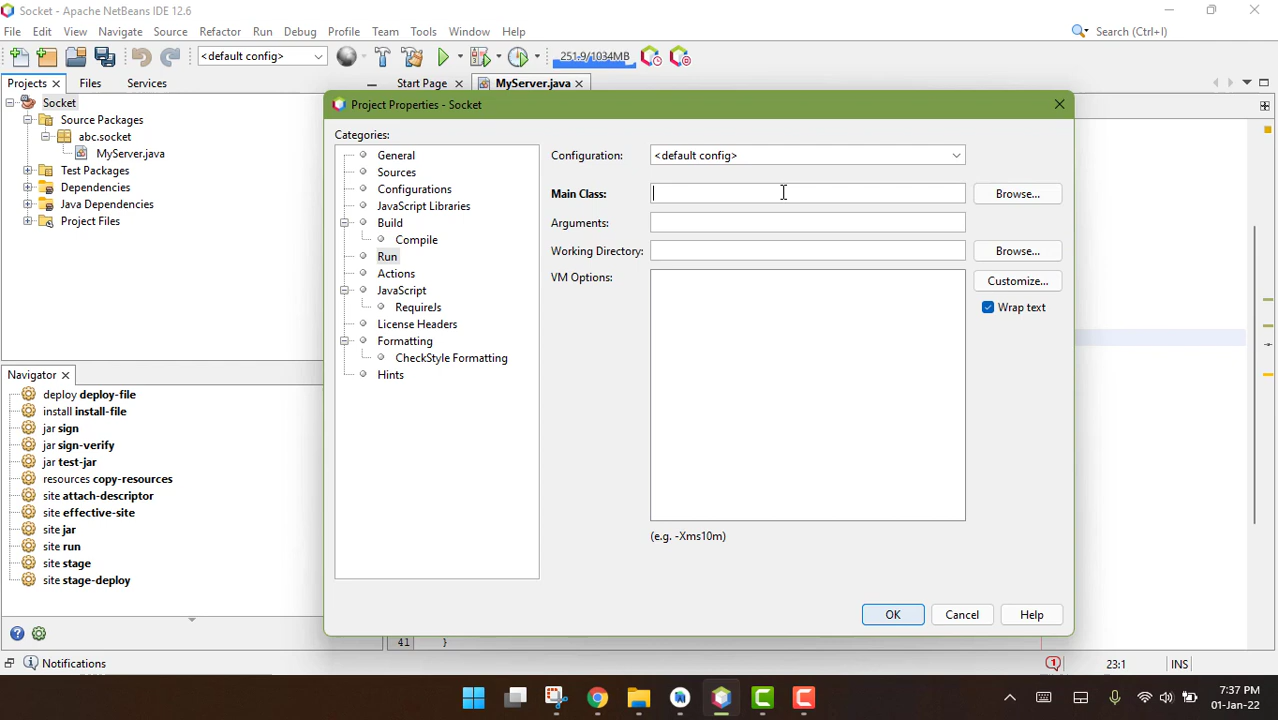 Socket - Apache NetBeans IDE 12.6
File Edit View Navigate Source Refactor Run Debug Profile Team Tools Window Help
Search (Ctrl+I)
<default config>
251.9/1034MB
Projects Files Services
Start Page MyServer.java
Socket
Source Packages
abc.socket
MyServer.java
Test Packages
Dependencies
Java Dependencies
Project Files
Navigator
deploy deploy-file
install install-file
jar sign
jar sign-verify
jar test-jar
resources copy-resources
site attach-descriptor
site effective-site
site jar
site run
site stage
site stage-deploy
Project Properties - Socket
Categories:
General
Sources
Configurations
JavaScript Libraries
Build
Compile
Run
Actions
JavaScript
RequireJs
License Headers
Formatting
CheckStyle Formatting
Hints
Configuration: <default config>
Main Class: Browse...
Arguments:
Working Directory: Browse...
VM Options: Customize...
Wrap text
(e.g. -Xms10m)
OK Cancel Help
41 }
Notifications
1 23:1 INS
7:37 PM
01-Jan-22